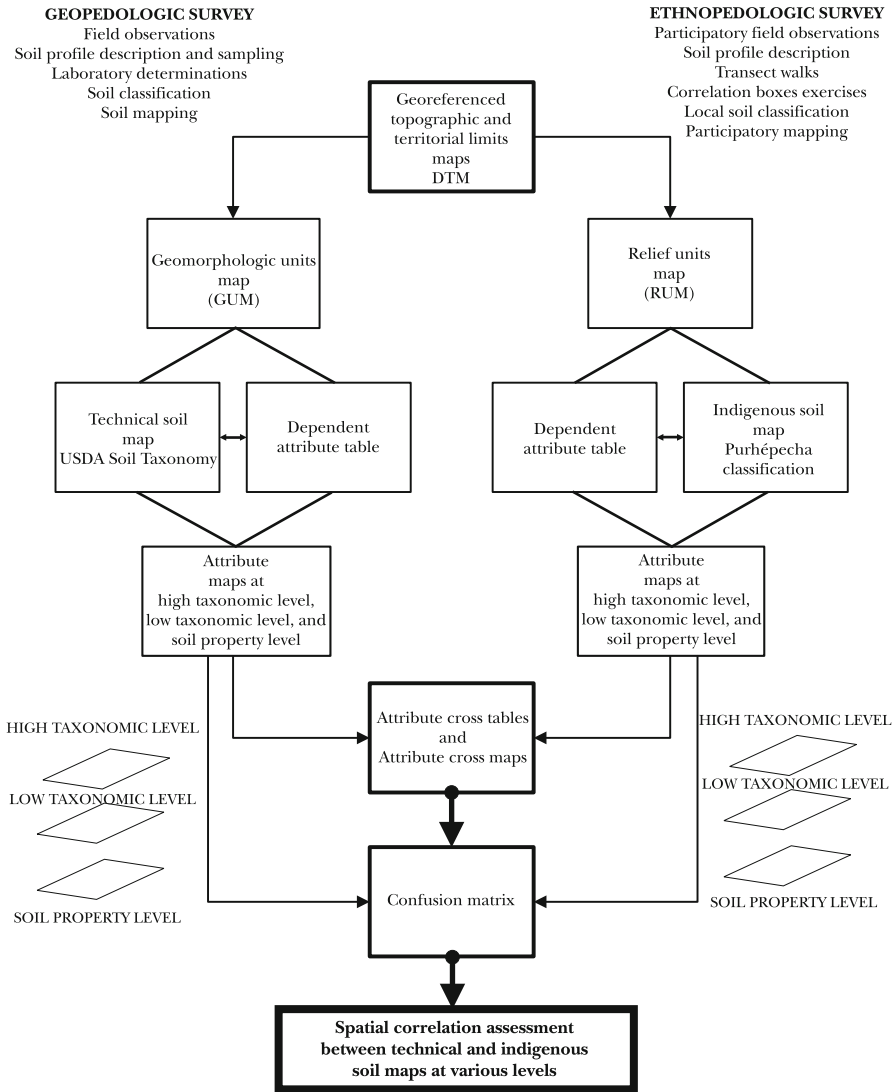 GEOPEDOLOGIC SURVEY
Field observations
Soil profile description and sampling
Laboratory determinations
Soil classification
Soil mapping
ETHNOPEDOLOGIC SURVEY
Participatory field observations
Soil profile description
Transect walks
Correlation boxes exercises
Local soil classification
Participatory mapping
Georeferenced
topographic and
territorial limits
maps
DTM
Geomorphologic units
map
(GUM)
Relief units
map
(RUM)
Technical soil
map
USDA Soil Taxonomy
Dependent
attribute table
Dependent
attribute table
Indigenous soil
map
Purhépecha
classification
Attribute
maps at
high taxonomic level,
low taxonomic level, and
soil property level
Attribute
maps at
high taxonomic level,
low taxonomic level, and
soil property level
HIGH TAXONOMIC LEVEL
LOW TAXONOMIC LEVEL
SOIL PROPERTY LEVEL
Attribute cross tables
and
Attribute cross maps
HIGH TAXONOMIC LEVEL
LOW TAXONOMIC LEVEL
SOIL PROPERTY LEVEL
Confusion matrix
Spatial correlation assessment
between technical and indigenous
soil maps at various levels